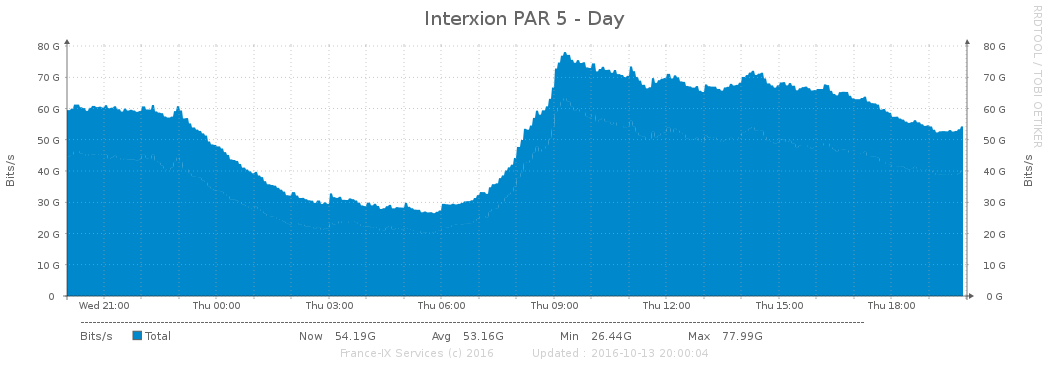 Interxion PAR 5 - Day
RRDTOOL / TOBI OETIKER
80 G 80 G
70 G 70 G
60 G 60 G
50 G 50 G
40 G 40 G
30 G 30 G
20 G 20 G
10 G 10 G
0 0 G
Bits/s
Bits/s
Wed 21:00 Thu 00:00 Thu 03:00 Thu 06:00 Thu 09:00 Thu 12:00 Thu 15:00 Thu 18:00
Bits/s Total Now 54.19G Avg 53.16G Min 26.44G Max 77.99G
France-IX Services (c) 2016 Updated : 2016-10-13 20:00:04